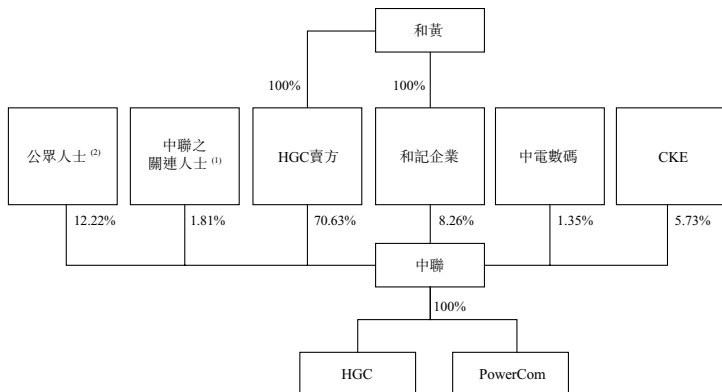 和黃
100%
100%
公眾人士 (2)
中聯之
關連人士 (1)
HGC賣方
和記企業
中電數碼
CKE
12.22%
1.81%
70.63%
8.26%
1.35%
5.73%
中聯
100%
HGC
PowerCom